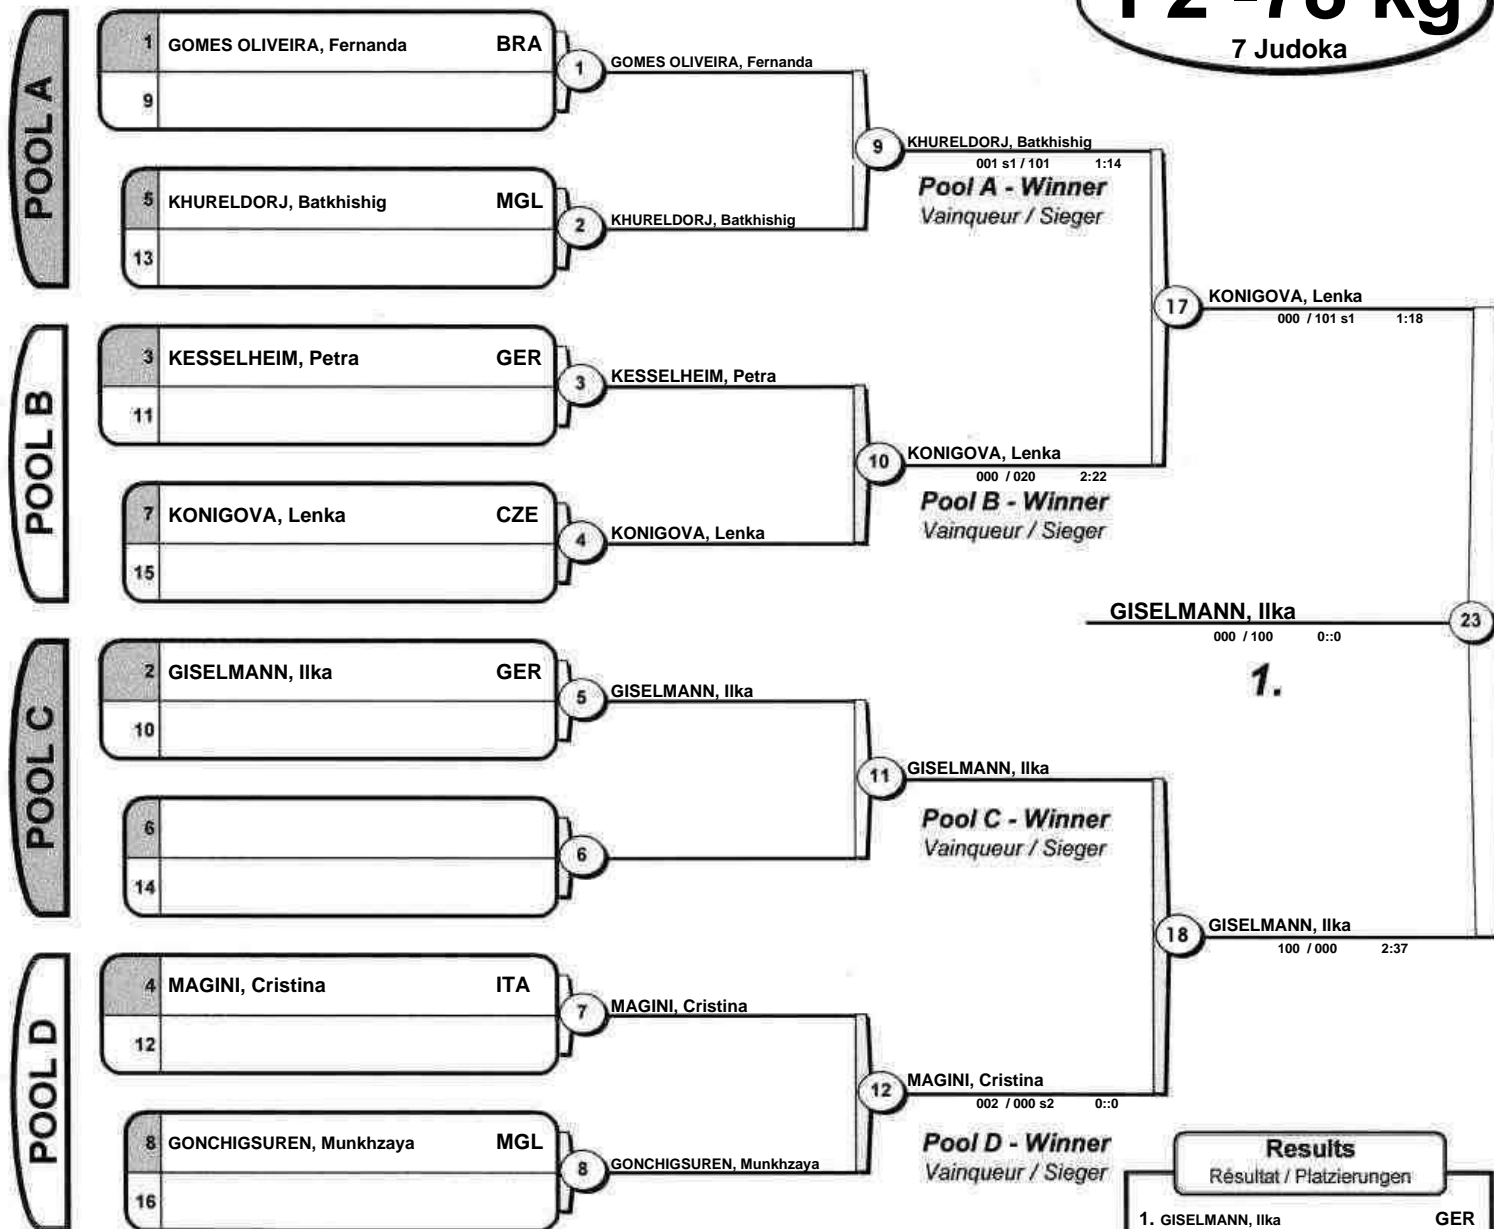 -78 kg
7 Judoka
POOL A
1 GOMES OLIVEIRA, Fernanda BRA
9
1 GOMES OLIVEIRA, Fernanda
5 KHURELDORJ, Batkhishig MGL
13
2 KHURELDORJ, Batkhishig
9 KHURELDORJ, Batkhishig
001 s1 / 101 1:14
Pool A - Winner
Vainqueur / Sieger
POOL B
3 KESSELHEIM, Petra GER
11
3 KESSELHEIM, Petra
7 KONIGOVA, Lenka CZE
15
4 KONIGOVA, Lenka
10 KONIGOVA, Lenka
000 / 020 2:22
Pool B - Winner
Vainqueur / Sieger
17 KONIGOVA, Lenka
000 / 101 s1 1:18
GISELMANN, Ilka 23
000 / 100 0::0
1.
POOL C
2 GISELMANN, Ilka GER
10
5 GISELMANN, Ilka
6
14
6
11 GISELMANN, Ilka
Pool C - Winner
Vainqueur / Sieger
18 GISELMANN, Ilka
100 / 000 2:37
POOL D
4 MAGINI, Cristina ITA
12
7 MAGINI, Cristina
8 GONCHIGSUREN, Munkhzaya MGL
16
8 GONCHIGSUREN, Munkhzaya
12 MAGINI, Cristina
002 / 000 s2 0::0
Pool D - Winner
Vainqueur / Sieger
Results
Résultat / Platzierungen
1. GISELMANN, Ilka GER